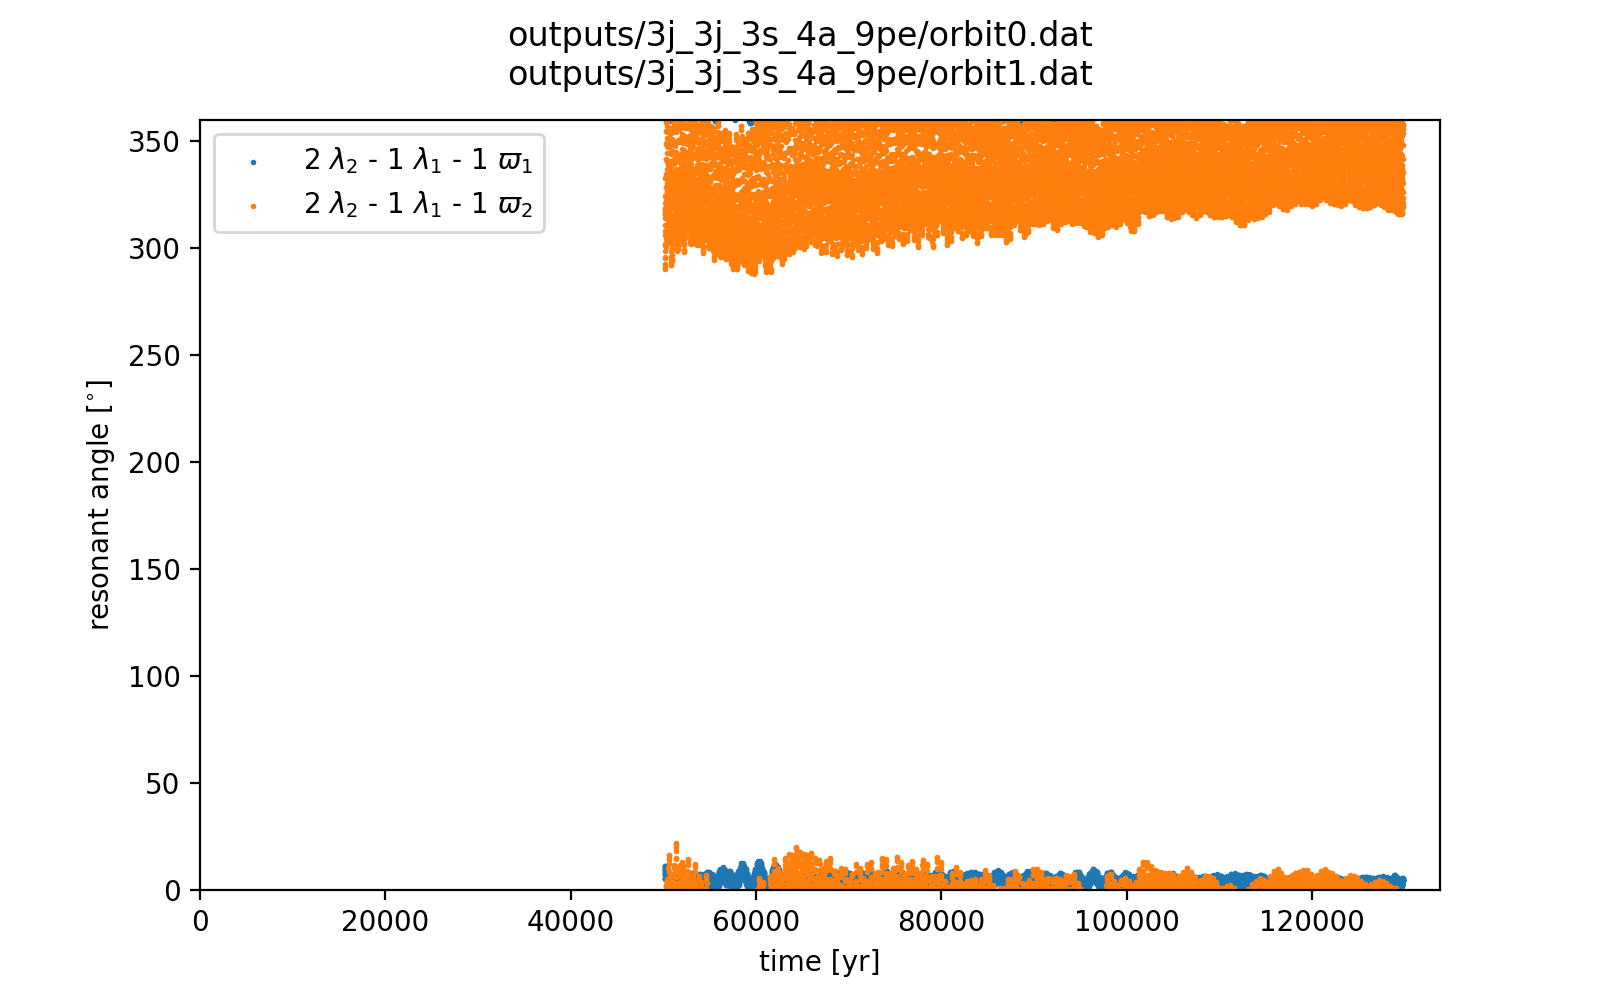 outputs/3j_3j_3s_4a_9pe/orbit0.dat
outputs/3j_3j_3s_4a_9pe/orbit1.dat
350
300
250
200
150
100
50
0
resonant angle [°]
2 λ₂ - 1 λ₁ - 1 ϖ₁
2 λ₂ - 1 λ₁ - 1 ϖ₂
0 20000 40000 60000 80000 100000 120000
time [yr]